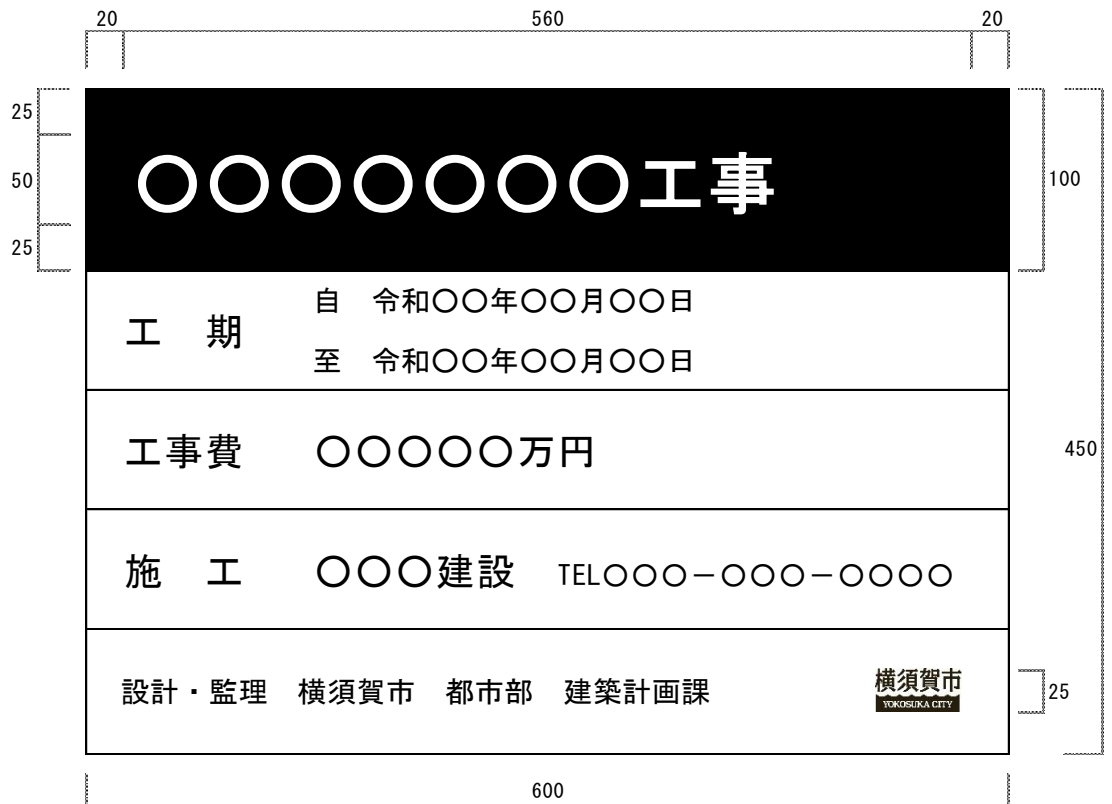 20 560 20
25
50
25
100
450
〇〇〇〇〇〇〇工事
工　期
自　令和〇〇年〇〇月〇〇日
至　令和〇〇年〇〇月〇〇日
工事費　〇〇〇〇〇万円
施　工　〇〇〇建設　TEL〇〇〇－〇〇〇－〇〇〇〇
設計・監理　横須賀市　都市部　建築計画課
横須賀市
YOKOSUKA CITY
25
600